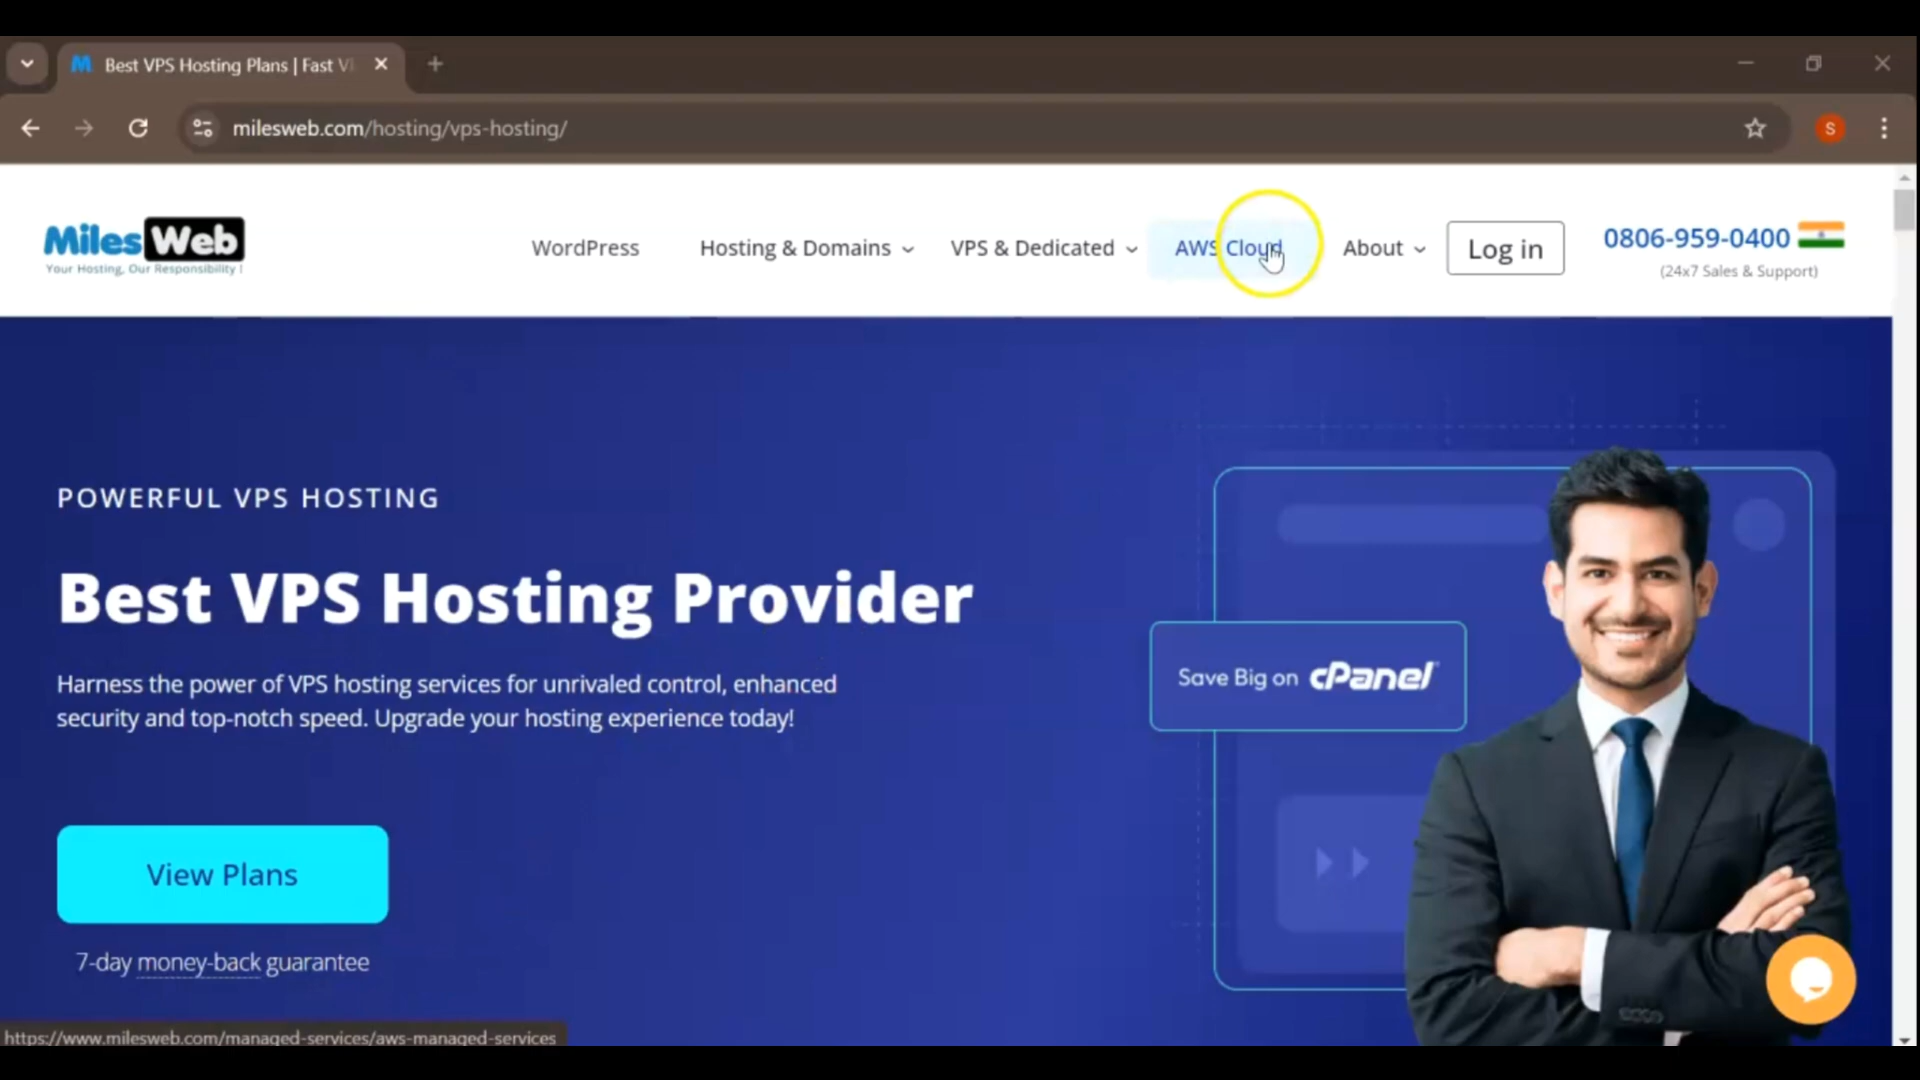 Best VPS Hosting Plans | Fast V
milesweb.com/hosting/vps-hosting/
S
Miles Web
Your Hosting, Our Responsibility !
WordPress
Hosting & Domains
VPS & Dedicated
AWS Cloud
About
Log in
0806-959-0400
(24x7 Sales & Support)
POWERFUL VPS HOSTING
Best VPS Hosting Provider
Harness the power of VPS hosting services for unrivaled control, enhanced
security and top-notch speed. Upgrade your hosting experience today!
Save Big on cPanel
View Plans
7-day money-back guarantee
https://www.milesweb.com/managed-services/aws-managed-services